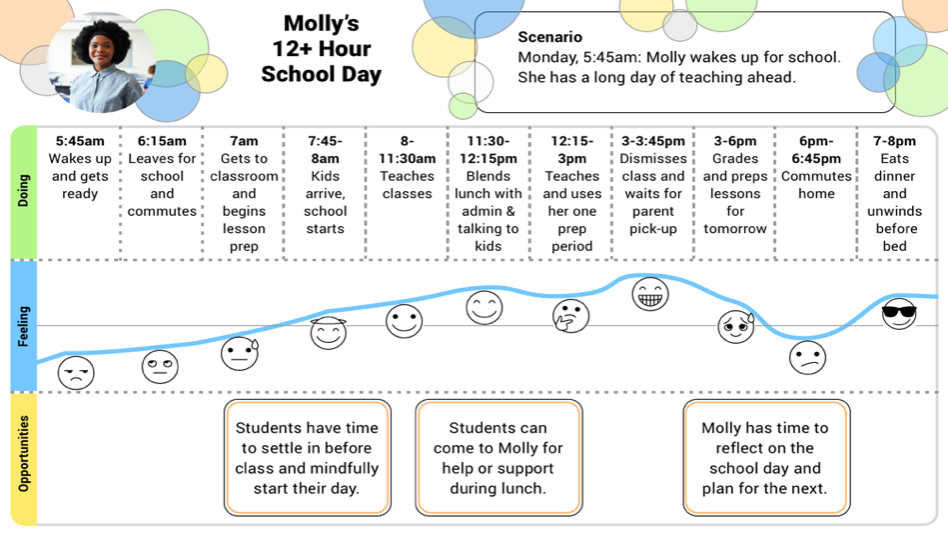 Molly's
12+ Hour
School Day
Scenario
Monday, 5:45am: Molly wakes up for school.
She has a long day of teaching ahead.
Doing
5:45am
Wakes up
and gets
ready
6:15am
Leaves for
school
and
commutes
7am
Gets to
classroom
and
begins
lesson
prep
7:45-
8am
Kids
arrive,
school
starts
8-
11:30am
Teaches
classes
11:30-
12:15pm
Blends
lunch with
admin &
talking to
kids
12:15-
3pm
Teaches
and uses
her one
prep
period
3-3:45pm
Dismisses
class and
waits for
parent
pick-up
3-6pm
Grades
and preps
lessons
for
tomorrow
6pm-
6:45pm
Commutes
home
7-8pm
Eats
dinner
and
unwinds
before
bed
Feeling
Opportunities
Students have time
to settle in before
class and mindfully
start their day.
Students can
come to Molly for
help or support
during lunch.
Molly has time to
reflect on the
school day and
plan for the next.